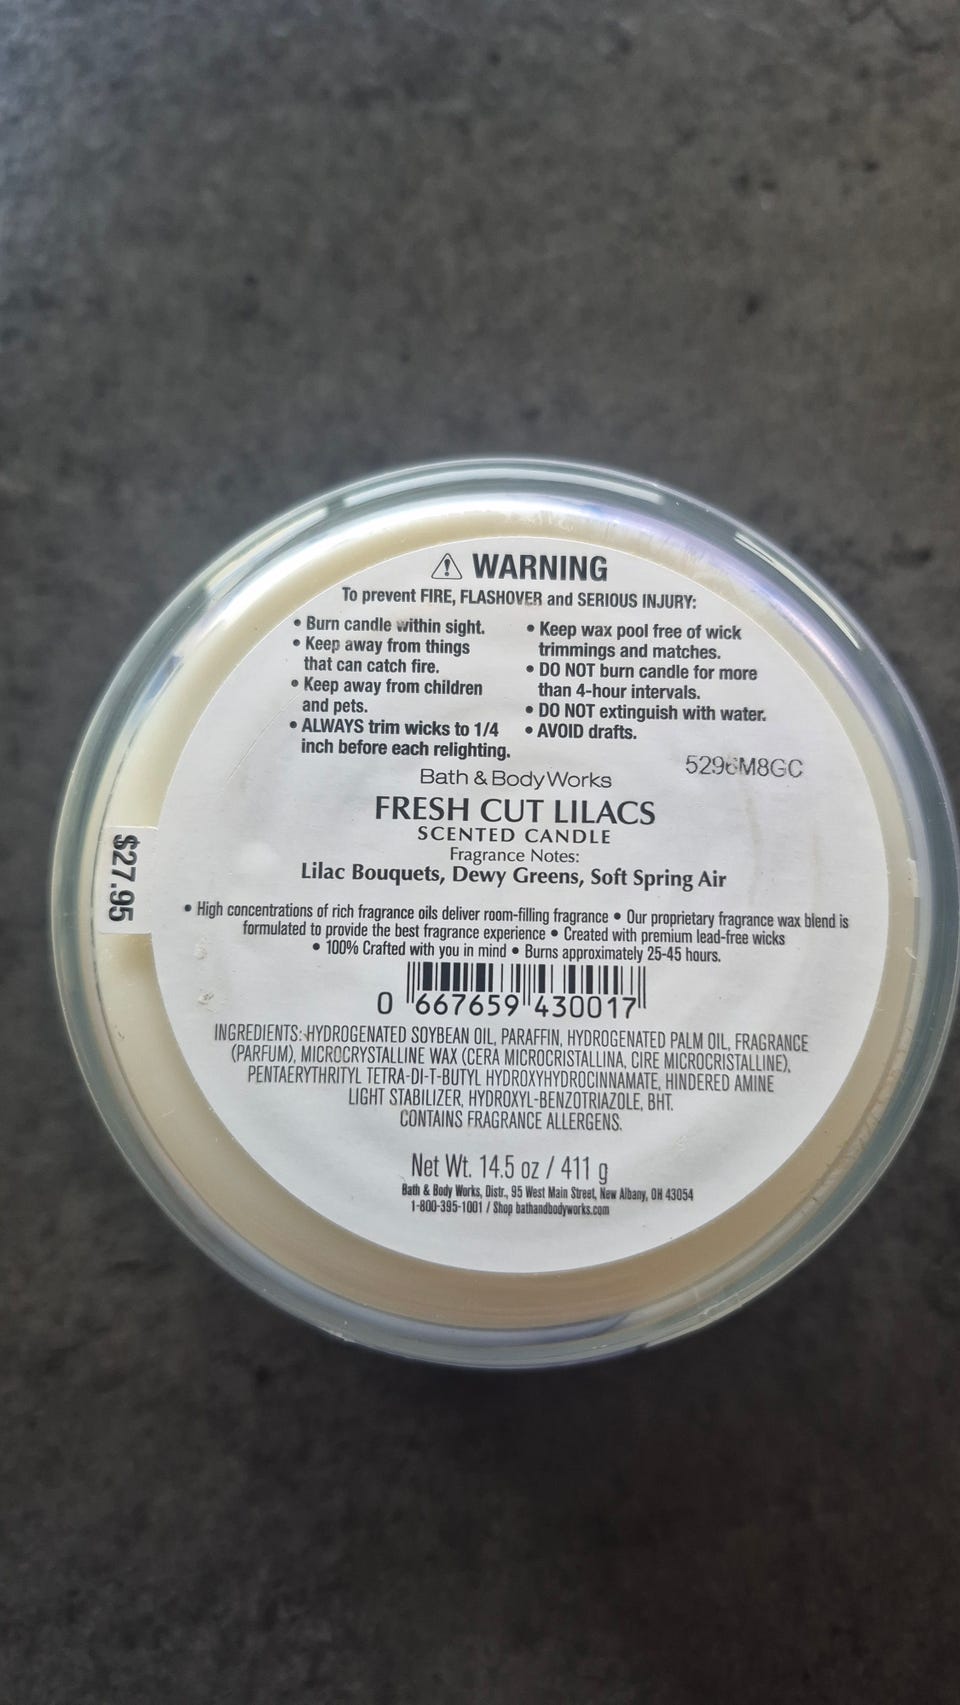 WARNING
To prevent FIRE, FLASHOVER and SERIOUS INJURY:
• Burn candle within sight.
• Keep away from things
that can catch fire.
• Keep away from children
and pets.
• ALWAYS trim wicks to 1/4
inch before each relighting.
• Keep wax pool free of wick
trimmings and matches.
• DO NOT burn candle for more
than 4-hour intervals.
• DO NOT extinguish with water.
• AVOID drafts.
Bath & Body Works
FRESH CUT LILACS
SCENTED CANDLE
Fragrance Notes:
Lilac Bouquets, Dewy Greens, Soft Spring Air
$27.95
• High concentrations of rich fragrance oils deliver room-filling fragrance • Our proprietary fragrance wax blend is
formulated to provide the best fragrance experience • Created with premium lead-free wicks
• 100% Crafted with you in mind • Burns approximately 25-45 hours.
0 667659 430017
INGREDIENTS: HYDROGENATED SOYBEAN OIL, PARAFFIN, HYDROGENATED PALM OIL, FRAGRANCE
(PARFUM), MICROCRYSTALLINE WAX (CERA MICROCRISTALLINA, CIRE MICROCRISTALLINE),
PENTAERYTHRITYL TETRA-DI-T-BUTYL HYDROXYHYDROCINNAMATE, HINDERED AMINE
LIGHT STABILIZER, HYDROXYL-BENZOTRIAZOLE, BHT.
CONTAINS FRAGRANCE ALLERGENS.
Net Wt. 14.5 oz / 411 g
Bath & Body Works, Distr., 95 West Main Street, New Albany, OH 43054
1-800-395-1001 / Shop bathandbodyworks.com